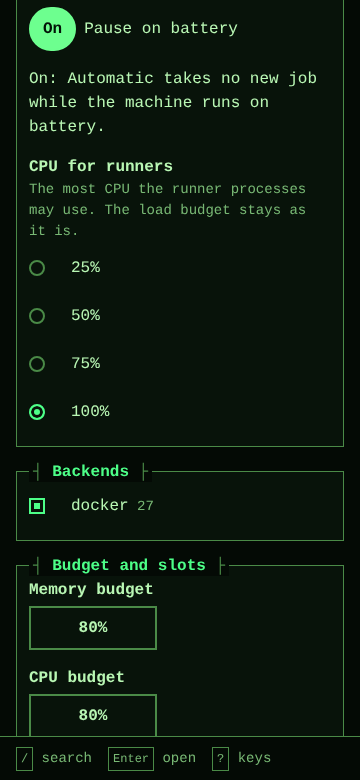 On Pause on battery
On: Automatic takes no new job
while the machine runs on
battery.
CPU for runners
The most CPU the runner processes
may use. The load budget stays as
it is.
25%
50%
75%
100%
Backends
docker 27
Budget and slots
Memory budget
80%
CPU budget
80%
/ search Enter open ? keys